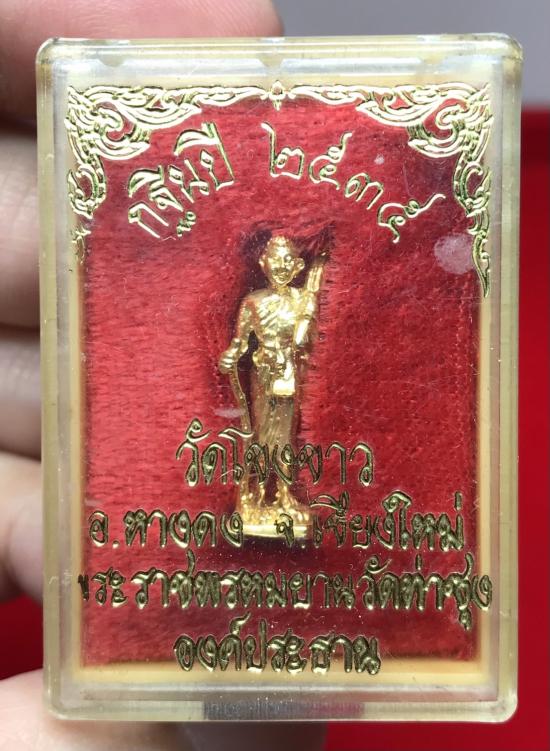 กฐินปี ๒๕๓๔
วัดโขงขาว
อ.หางดง จ.เชียงใหม่
พระราชพรหมยานวัดท่าซุง
องค์ประธาน